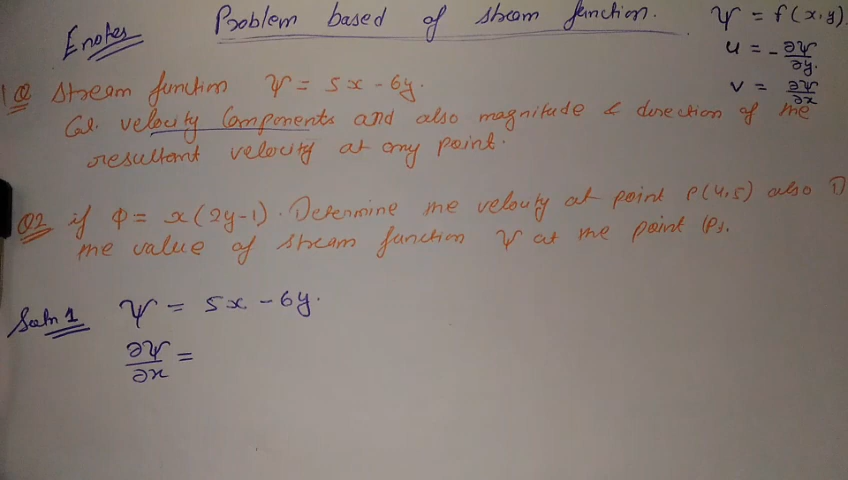 Enotes
Problem based of stream function.
ψ = f(x,y)
u = -∂ψ/∂y.
v = ∂ψ/∂x
1Q Stream function ψ = 5x - 6y.
Cal. velocity Components and also magnitude & direction of the
resultant velocity at any point.
Q2 if φ = x(2y-1). Determine the velocity at point P(4,5) also D
the value of stream function ψ at the point (P).
Soln 1 ψ = 5x - 6y.
∂ψ/∂x =